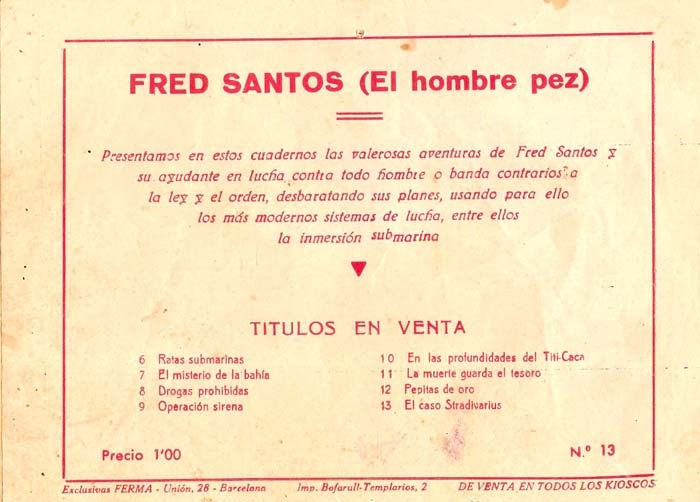 FRED SANTOS (El hombre pez)
Presentamos en estos cuadernos las valerosas aventuras de Fred Santos y
su ayudante en lucha contra todo hombre o banda contrarios a
la ley y el orden, desbaratando sus planes, usando para ello
los más modernos sistemas de lucha, entre ellos
la inmersión submarina
TITULOS EN VENTA
6 Ratas submarinas
7 El misterio de la bahía
8 Drogas prohibidas
9 Operación sirena
10 En las profundidades del Titi-Caca
11 La muerte guarda el tesoro
12 Pepitas de oro
13 El caso Stradivarius
Precio 1'00
N.º 13
Exclusivas FERMA - Unión, 28 - Barcelona
Imp. Bofarull-Templarios, 2
DE VENTA EN TODOS LOS KIOSCOS